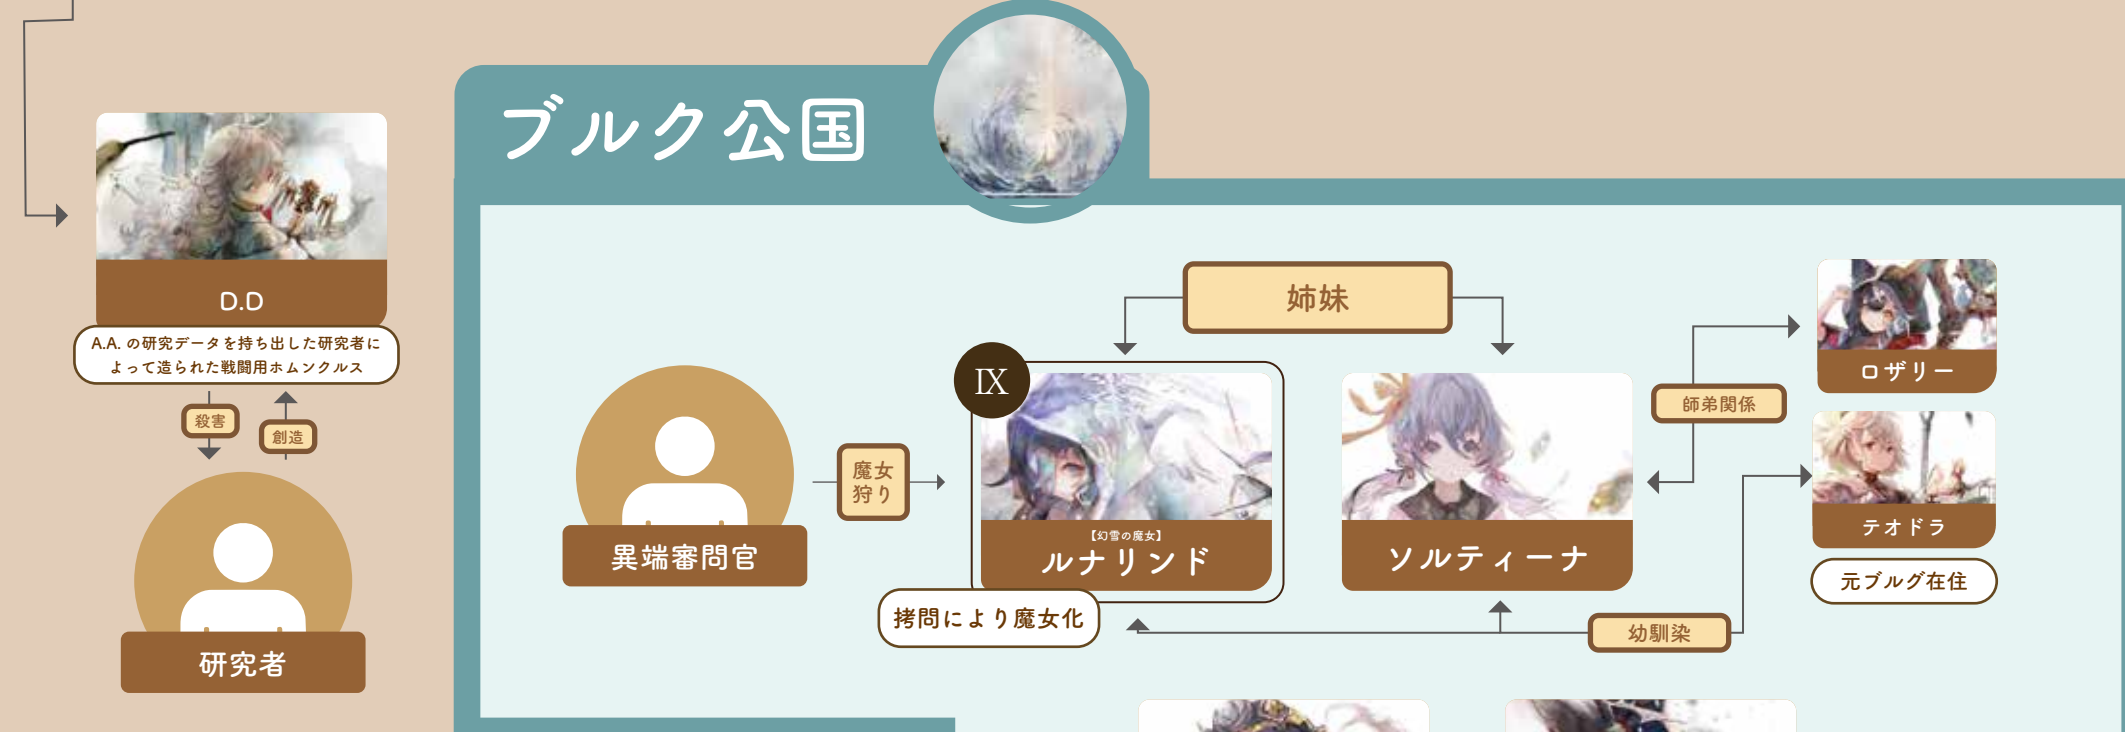 ブルク公国
D.D
A.A. の研究データを持ち出した研究者に
よって造られた戦闘用ホムンクルス
殺害
創造
研究者
姉妹
異端審問官
魔女
狩り
IX
【幻雪の魔女】
ルナリンド
拷問により魔女化
ソルティーナ
師弟関係
ロザリー
テオドラ
元ブルグ在住
幼馴染